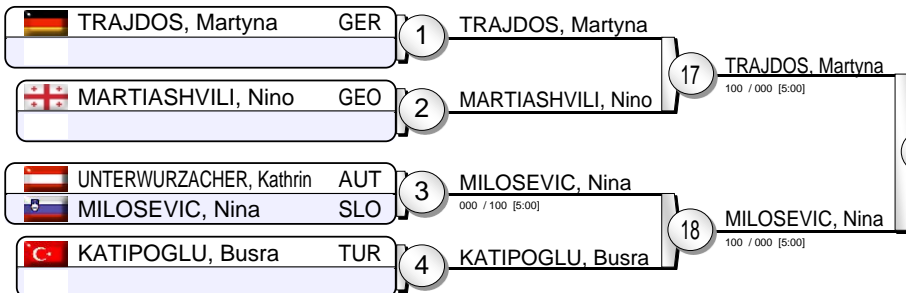 TRAJDOS, Martyna GER
MARTIASHVILI, Nino GEO
UNTERWURZACHER, Kathrin AUT
MILOSEVIC, Nina SLO
KATIPOGLU, Busra TUR
1
2
3
4
TRAJDOS, Martyna
MARTIASHVILI, Nino
MILOSEVIC, Nina
000 / 100 [5:00]
KATIPOGLU, Busra
17
18
TRAJDOS, Martyna
100 / 000 [5:00]
MILOSEVIC, Nina
100 / 000 [5:00]